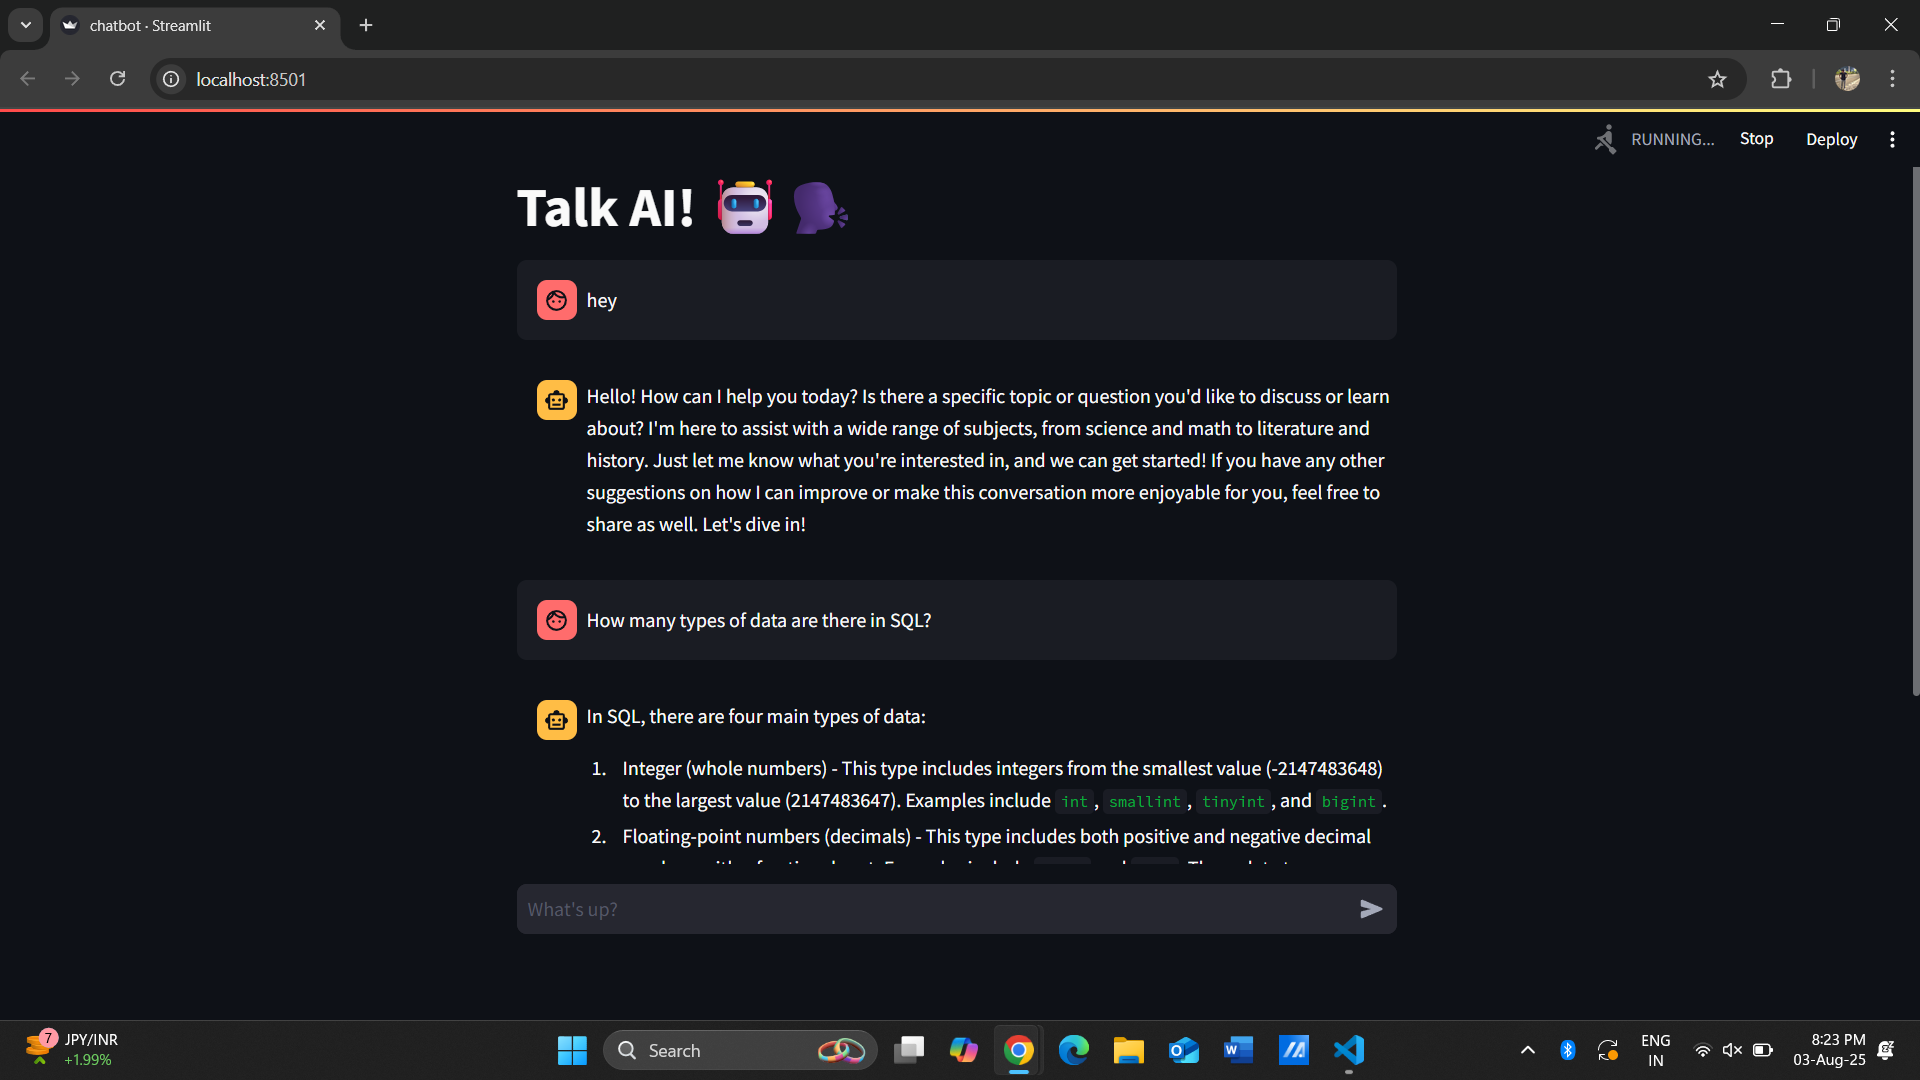 chatbot · Streamlit
localhost:8501
RUNNING...
Stop
Deploy
Talk AI!
hey
Hello! How can I help you today? Is there a specific topic or question you'd like to discuss or learn
about? I'm here to assist with a wide range of subjects, from science and math to literature and
history. Just let me know what you're interested in, and we can get started! If you have any other
suggestions on how I can improve or make this conversation more enjoyable for you, feel free to
share as well. Let's dive in!
How many types of data are there in SQL?
In SQL, there are four main types of data:
1. Integer (whole numbers) - This type includes integers from the smallest value (-2147483648)
to the largest value (2147483647). Examples include int, smallint, tinyint, and bigint.
2. Floating-point numbers (decimals) - This type includes both positive and negative decimal
What's up?
7
JPY/INR
+1.99%
Search
ENG
IN
8:23 PM
03-Aug-25